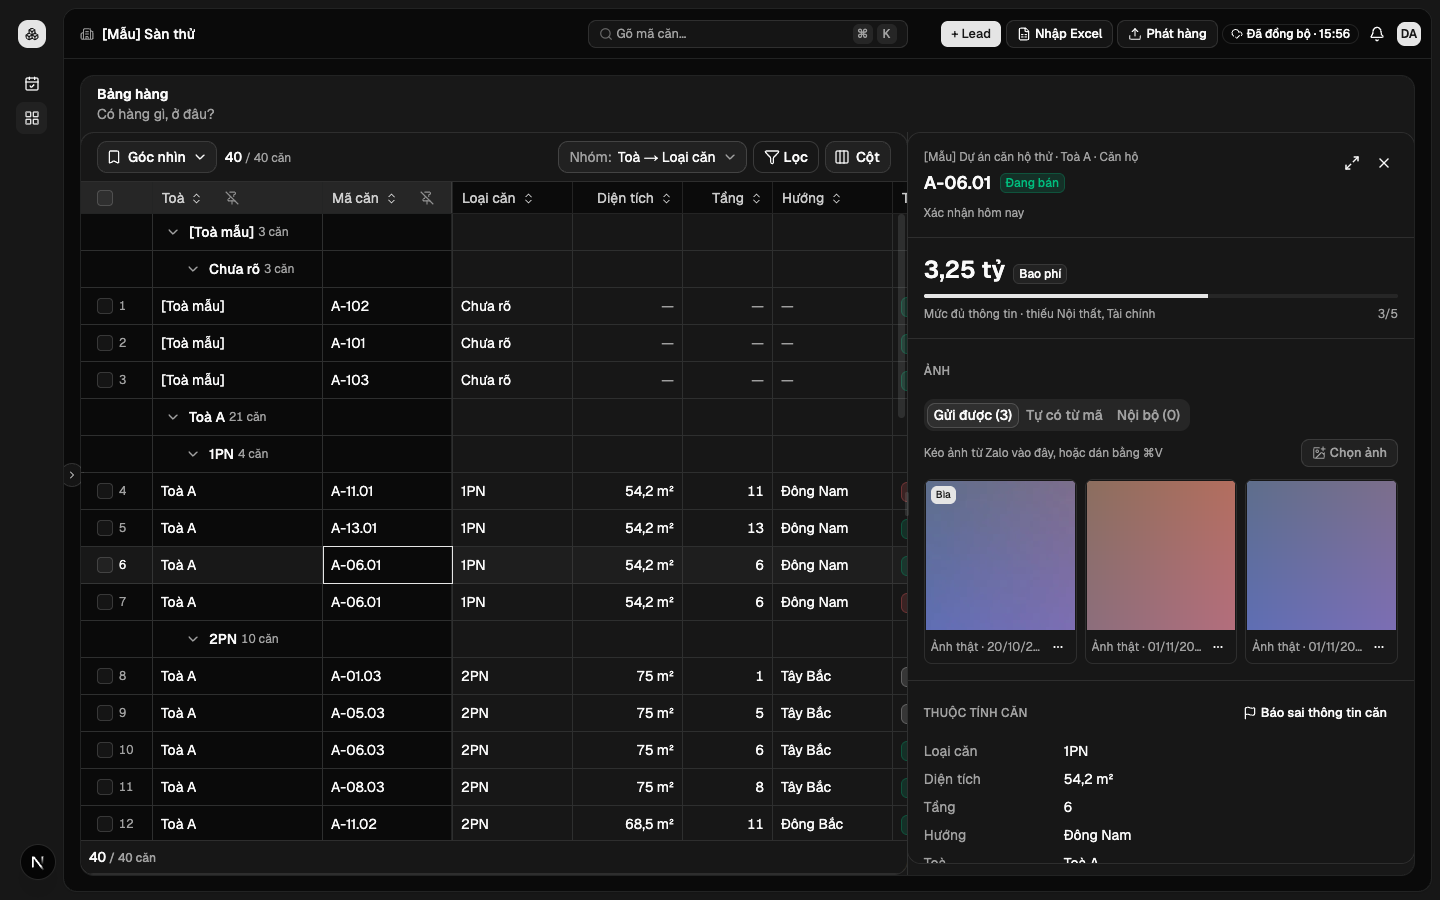 [Mẫu] Sàn thử
Gõ mã căn...
⌘ K
+ Lead
Nhập Excel
Phát hàng
Đã đồng bộ · 15:56
DA
Bảng hàng
Có hàng gì, ở đâu?
Góc nhìn
40 / 40 căn
Nhóm: Toà → Loại căn
Lọc
Cột
Toà Mã căn Loại căn Diện tích Tầng Hướng
[Toà mẫu] 3 căn
Chưa rõ 3 căn
1 [Toà mẫu] A-102 Chưa rõ — — —
2 [Toà mẫu] A-101 Chưa rõ — — —
3 [Toà mẫu] A-103 Chưa rõ — — —
Toà A 21 căn
1PN 4 căn
4 Toà A A-11.01 1PN 54,2 m² 11 Đông Nam
5 Toà A A-13.01 1PN 54,2 m² 13 Đông Nam
6 Toà A A-06.01 1PN 54,2 m² 6 Đông Nam
7 Toà A A-06.01 1PN 54,2 m² 6 Đông Nam
2PN 10 căn
8 Toà A A-01.03 2PN 75 m² 1 Tây Bắc
9 Toà A A-05.03 2PN 75 m² 5 Tây Bắc
10 Toà A A-06.03 2PN 75 m² 6 Tây Bắc
11 Toà A A-08.03 2PN 75 m² 8 Tây Bắc
12 Toà A A-11.02 2PN 68,5 m² 11 Đông Bắc
40 / 40 căn
N
[Mẫu] Dự án căn hộ thử · Toà A · Căn hộ
A-06.01 Đang bán
Xác nhận hôm nay
3,25 tỷ Bao phí
Mức đủ thông tin · thiếu Nội thất, Tài chính 3/5
ẢNH
Gửi được (3) Tự có từ mã Nội bộ (0)
Kéo ảnh từ Zalo vào đây, hoặc dán bằng ⌘V
Chọn ảnh
Bìa
Ảnh thật · 20/10/2...
Ảnh thật · 01/11/20...
Ảnh thật · 01/11/20...
THUỘC TÍNH CĂN
Báo sai thông tin căn
Loại căn 1PN
Diện tích 54,2 m²
Tầng 6
Hướng Đông Nam
Toà Toà A